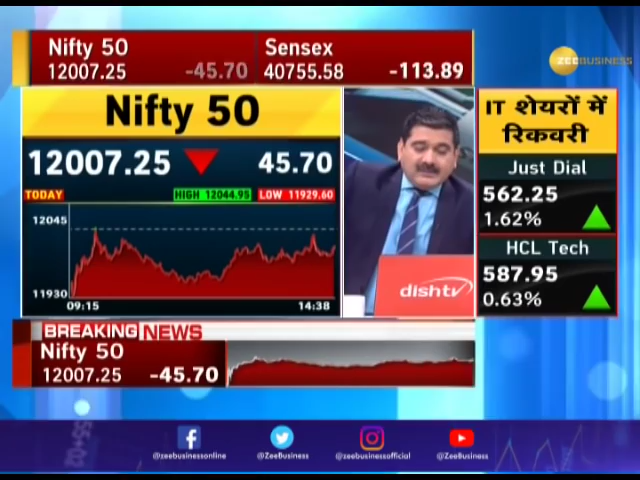 Nifty 50
12007.25 -45.70
Sensex
40755.58 -113.89
ZEEBUSINESS
Nifty 50
12007.25 45.70
TODAY HIGH 12044.95 LOW 11929.60
12045
11930
09:15 14:38
dishtv
IT शेयरों में
रिकवरी
Just Dial
562.25
1.62%
HCL Tech
587.95
0.63%
BREAKING NEWS
Nifty 50
12007.25 -45.70
@zeebusinessonline @ZeeBusiness @zeebusinessofficial @ZeeBusiness